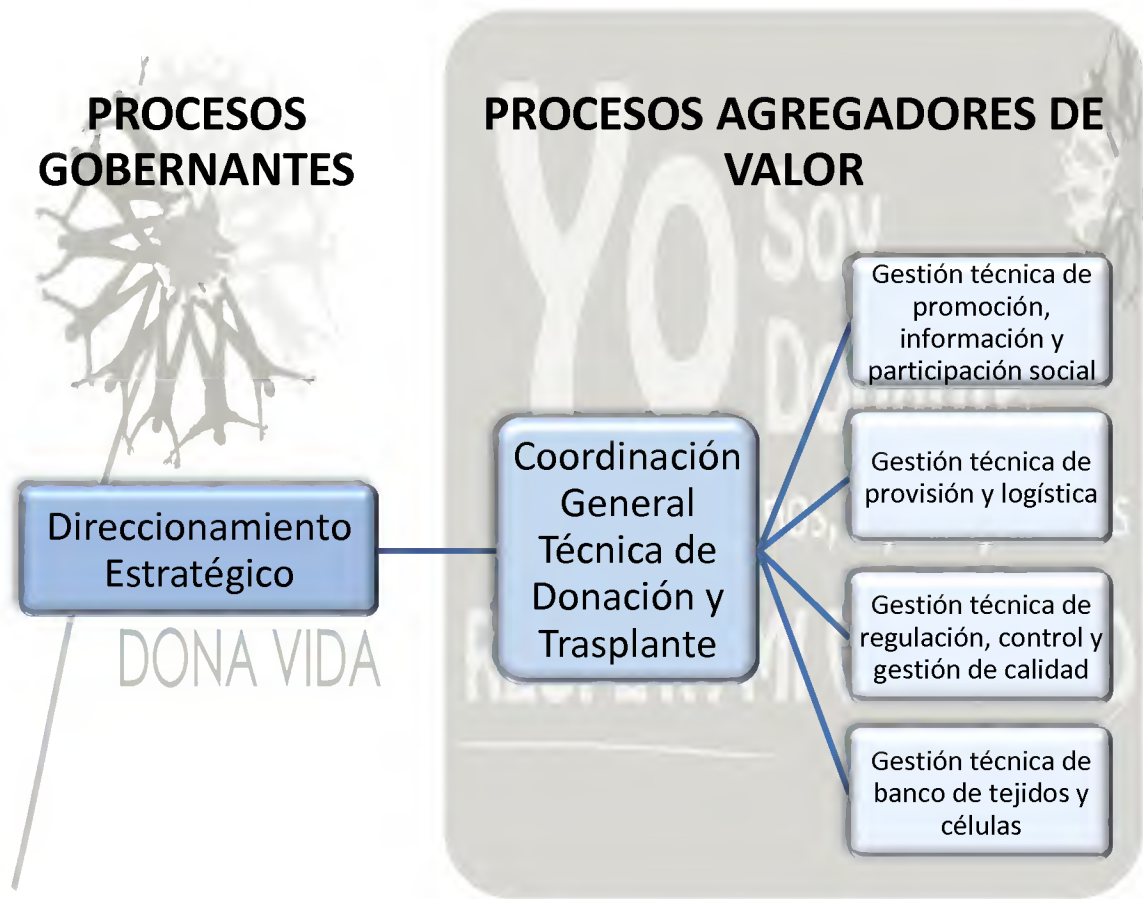 PROCESOS
GOBERNANTES
PROCESOS AGREGADORES DE
VALOR
Yo
Soy
Direccionamiento
Estratégico
DONA VIDA
Coordinación
General
Técnica de
Donación y
Trasplante
Gestión técnica de
promoción,
información y
participación social
Gestión técnica de
provisión y logística
Gestión técnica de
regulación, control y
gestión de calidad
Gestión técnica de
banco de tejidos y
células